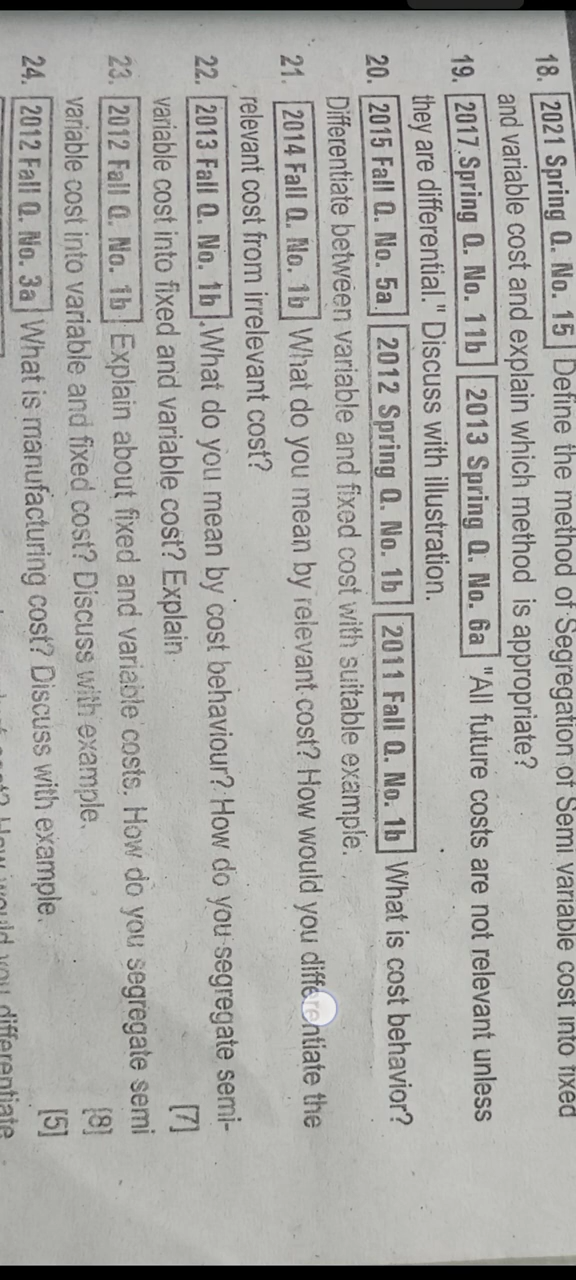 18. 2021 Spring Q. No. 15 Define the method of Segregation of Semi variable cost into fixed
and variable cost and explain which method is appropriate?
19. 2017 Spring Q. No. 11b 2013 Spring Q. No. 6a "All future costs are not relevant unless
they are differential." Discuss with illustration.
20. 2015 Fall Q. No. 5a 2012 Spring Q. No. 1b 2011 Fall Q. No. 1b What is cost behavior?
Differentiate between variable and fixed cost with suitable example.
21. 2014 Fall Q. No. 1b What do you mean by relevant cost? How would you differentiate the
relevant cost from irrelevant cost?
22. 2013 Fall Q. No. 1b What do you mean by cost behaviour? How do you segregate semi-
variable cost into fixed and variable cost? Explain [7]
23. 2012 Fall Q. No. 1b Explain about fixed and variable costs. How do you segregate semi
variable cost into variable and fixed cost? Discuss with example. [8]
24. 2012 Fall Q. No. 3a What is manufacturing cost? Discuss with example. [5]
cost? How would you differentiate